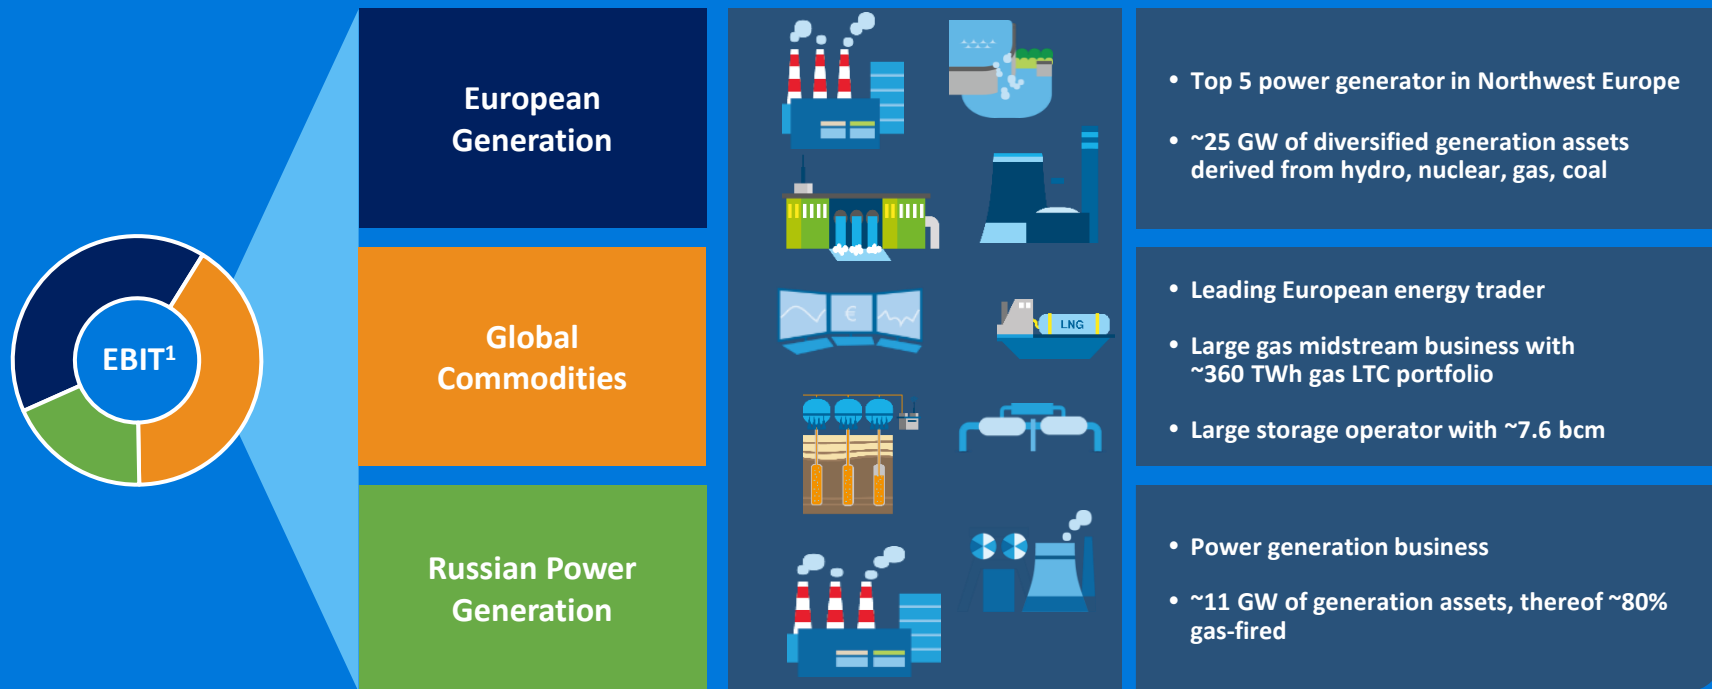 EBIT¹
European
Generation
• Top 5 power generator in Northwest Europe
• ~25 GW of diversified generation assets
derived from hydro, nuclear, gas, coal
Global
Commodities
€
LNG
• Leading European energy trader
• Large gas midstream business with
~360 TWh gas LTC portfolio
• Large storage operator with ~7.6 bcm
Russian Power
Generation
• Power generation business
• ~11 GW of generation assets, thereof ~80%
gas-fired